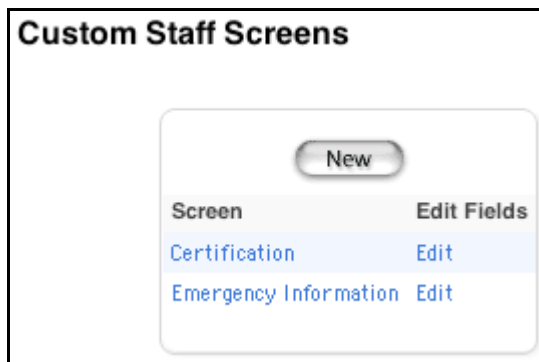 Custom Staff Screens
New
Screen Edit Fields
Certification Edit
Emergency Information Edit